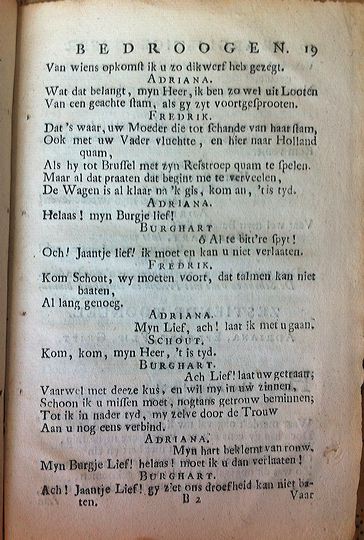 BEDROOGEN. 19
Van wiens opkomſt ik u zo dikwerf heb gezegt.
ADRIANA.
Wat dat belangt, myn Heer, ik ben zo wel uit Looten
Van een geachte ſtam, als gy zyt voortgeſprooten.
FREDRIK.
Dat 's waar, uw Moeder die tot ſchande van haar ſtam,
Ook met uw Vader vluchtte, en hier naar Holland
quam,
Als hy tot Bruſſel met zyn Reſstroep quam te ſpelen.
Maar al dat praaten dat begint me te verveelen,
De Wagen is al klaar na 'k gis, kom an, 't is tyd.
ADRIANA.
Helaas! myn Burgje lief!
BURGHART
ô Al te bitt're ſpyt!
Och! Jaantje lief! ik moet en kan u niet verlaaten.
FREDRIK.
Kom Schout, wy moeten voort, dat talmen kan niet
baaten,
Al lang genoeg.
ADRIANA.
Myn Lief, ach! laat ik met u gaan.
SCHOUT.
Kom, kom, myn Heer, 't is tyd.
BURGHART.
Ach Lief! laat uw getraan;
Vaarwel met deeze kus, en wil my in uw zinnen,
Schoon ik u miſſen moet, nogtans getrouw beminnen;
Tot ik in nader tyd, my zelve door de Trouw
Aan u nog eens verbind.
ADRIANA.
Myn hart beklemt van rouw.
Myn Burgje Lief! helaas! moet ik u dan verlaaten!
BURGHART.
Ach! Jaantje Lief! gy z'et ons droefheid kan niet ba-
ten.
B 2 Vaar